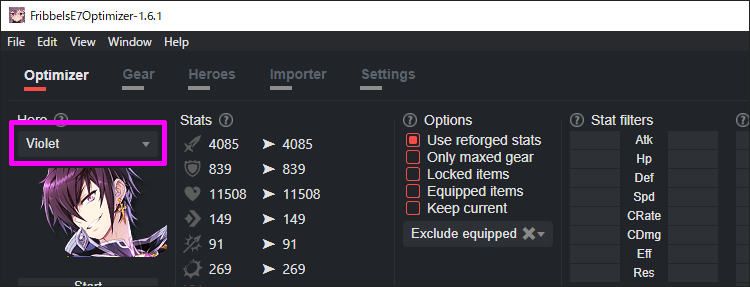 FribbelsE7Optimizer-1.6.1
File Edit View Window Help
Optimizer Gear Heroes Importer Settings
Hero ?
Violet
Start
Stats ?
4085 4085
839 839
11508 11508
149 149
91 91
269 269
Options ?
Use reforged stats
Only maxed gear
Locked items
Equipped items
Keep current
Exclude equipped
Stat filters ?
Atk
Hp
Def
Spd
CRate
CDmg
Eff
Res
?